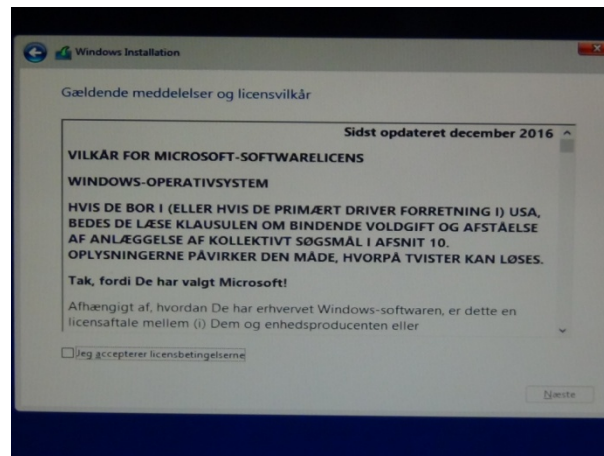 Windows Installation
Gældende meddelelser og licensvilkår
Sidst opdateret december 2016
VILKÅR FOR MICROSOFT-SOFTWARELICENS
WINDOWS-OPERATIVSYSTEM
HVIS DE BOR I (ELLER HVIS DE PRIMÆRT DRIVER FORRETNING I) USA,
BEDES DE LÆSE KLAUSULEN OM BINDENDE VOLDGIFT OG AFSTÅELSE
AF ANLÆGGELSE AF KOLLEKTIVT SØGSMÅL I AFSNIT 10.
OPLYSNINGERNE PÅVIRKER DEN MÅDE, HVORPÅ TVISTER KAN LØSES.
Tak, fordi De har valgt Microsoft!
Afhængigt af, hvordan De har erhvervet Windows-softwaren, er dette en
licensaftale mellem (i) Dem og enhedsproducenten eller
Jeg accepterer licensbetingelserne
Næste